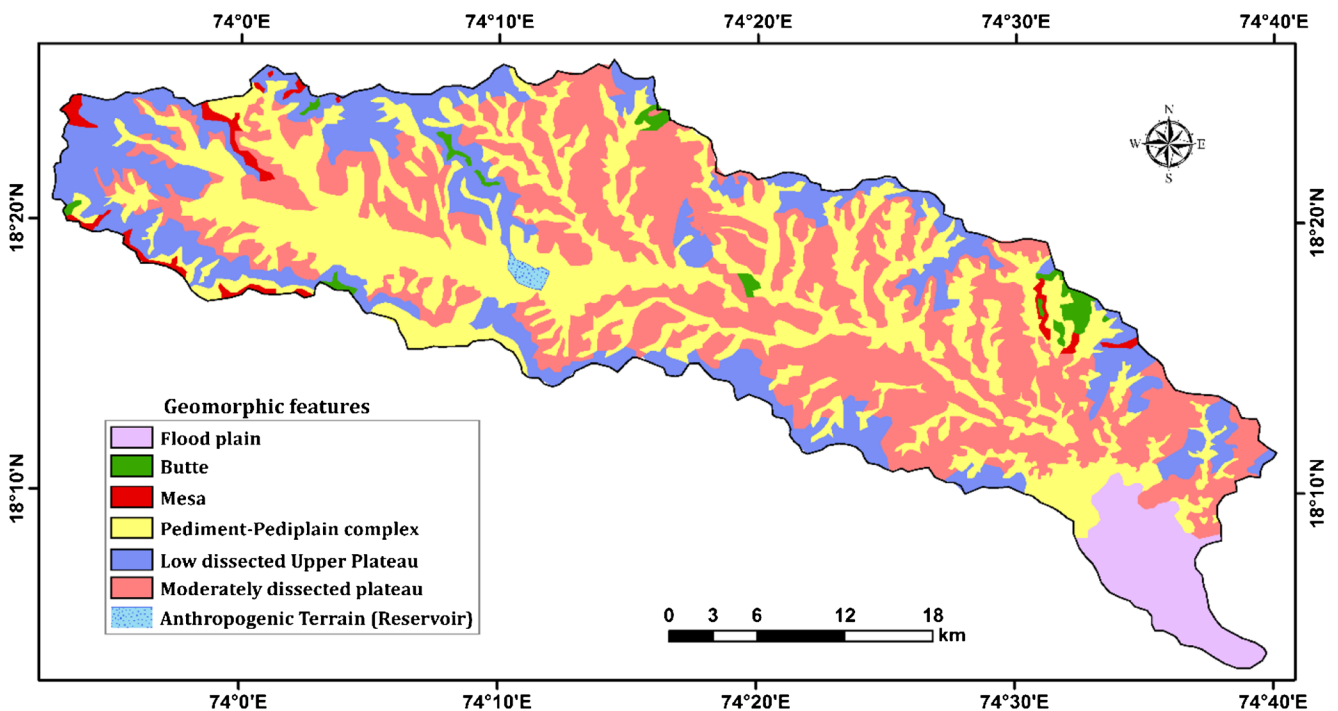 74°0'E 74°10'E 74°20'E 74°30'E 74°40'E
N
W E
S
18°20'N 18°20'N
18°10'N 18°10'N
Geomorphic features
Flood plain
Butte
Mesa
Pediment-Pediplain complex
Low dissected Upper Plateau
Moderately dissected plateau
Anthropogenic Terrain (Reservoir)
0 3 6 12 18
km
74°0'E 74°10'E 74°20'E 74°30'E 74°40'E